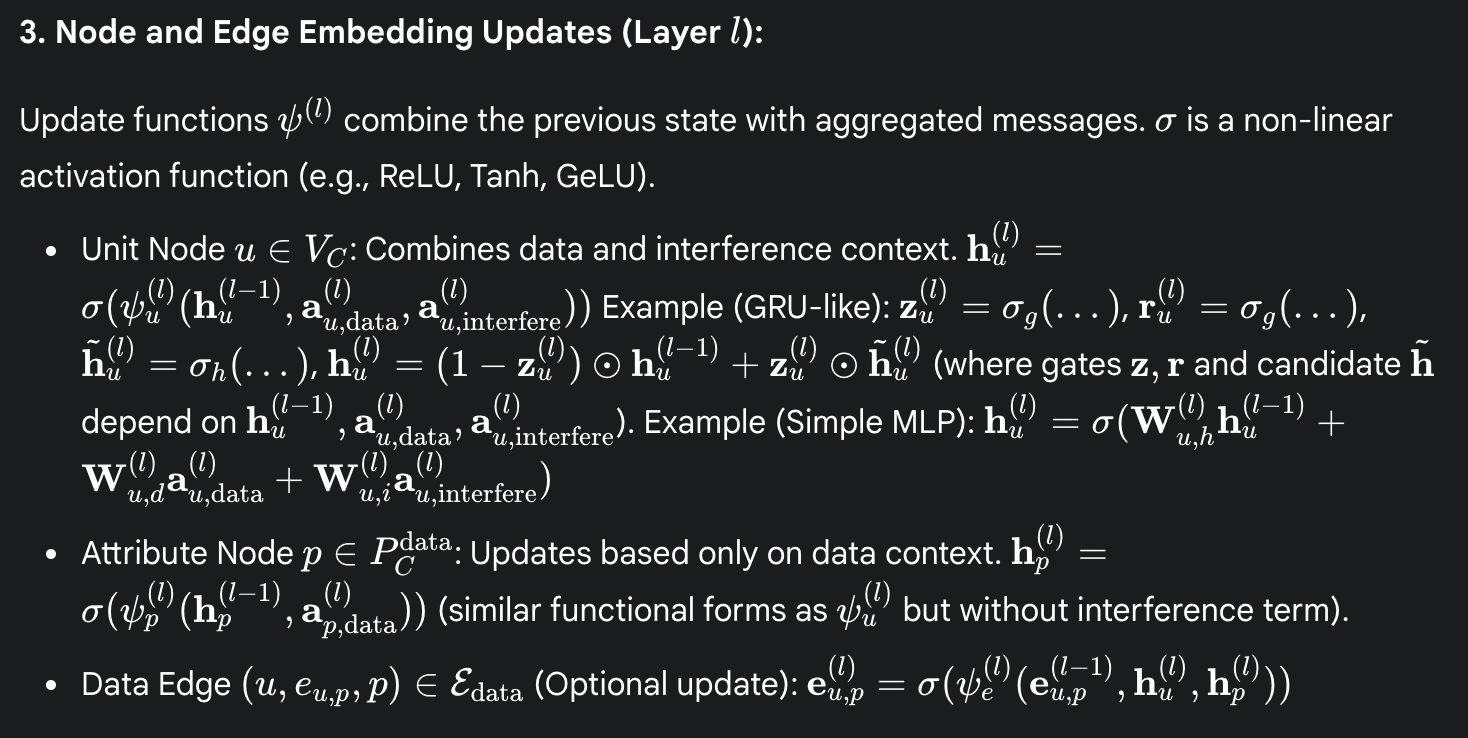 3. Node and Edge Embedding Updates (Layer $l$):
Update functions $\psi^{(l)}$ combine the previous state with aggregated messages. $\sigma$ is a non-linear
activation function (e.g., ReLU, Tanh, GeLU).
• Unit Node $u \in V_C$: Combines data and interference context. $\mathbf{h}_u^{(l)} =$
$\sigma(\psi_u^{(l)}(\mathbf{h}_u^{(l-1)}, \mathbf{a}_{u,\text{data}}^{(l)}, \mathbf{a}_{u,\text{interfere}}^{(l)}))$ Example (GRU-like): $\mathbf{z}_u^{(l)} = \sigma_g(\ldots)$, $\mathbf{r}_u^{(l)} = \sigma_g(\ldots)$,
$\tilde{\mathbf{h}}_u^{(l)} = \sigma_h(\ldots)$, $\mathbf{h}_u^{(l)} = (1 - \mathbf{z}_u^{(l)}) \odot \mathbf{h}_u^{(l-1)} + \mathbf{z}_u^{(l)} \odot \tilde{\mathbf{h}}_u^{(l)}$ (where gates $\mathbf{z}, \mathbf{r}$ and candidate $\tilde{\mathbf{h}}$
depend on $\mathbf{h}_u^{(l-1)}, \mathbf{a}_{u,\text{data}}^{(l)}, \mathbf{a}_{u,\text{interfere}}^{(l)}$). Example (Simple MLP): $\mathbf{h}_u^{(l)} = \sigma(\mathbf{W}_{u,h}^{(l)} \mathbf{h}_u^{(l-1)} +$
$\mathbf{W}_{u,d}^{(l)} \mathbf{a}_{u,\text{data}}^{(l)} + \mathbf{W}_{u,i}^{(l)} \mathbf{a}_{u,\text{interfere}}^{(l)})$
• Attribute Node $p \in P_C^{\text{data}}$: Updates based only on data context. $\mathbf{h}_p^{(l)} =$
$\sigma(\psi_p^{(l)}(\mathbf{h}_p^{(l-1)}, \mathbf{a}_{p,\text{data}}^{(l)}))$ (similar functional forms as $\psi_u^{(l)}$ but without interference term).
• Data Edge $(u, e_{u,p}, p) \in \mathcal{E}_{\text{data}}$ (Optional update): $\mathbf{e}_{u,p}^{(l)} = \sigma(\psi_e^{(l)}(\mathbf{e}_{u,p}^{(l-1)}, \mathbf{h}_u^{(l)}, \mathbf{h}_p^{(l)}))$